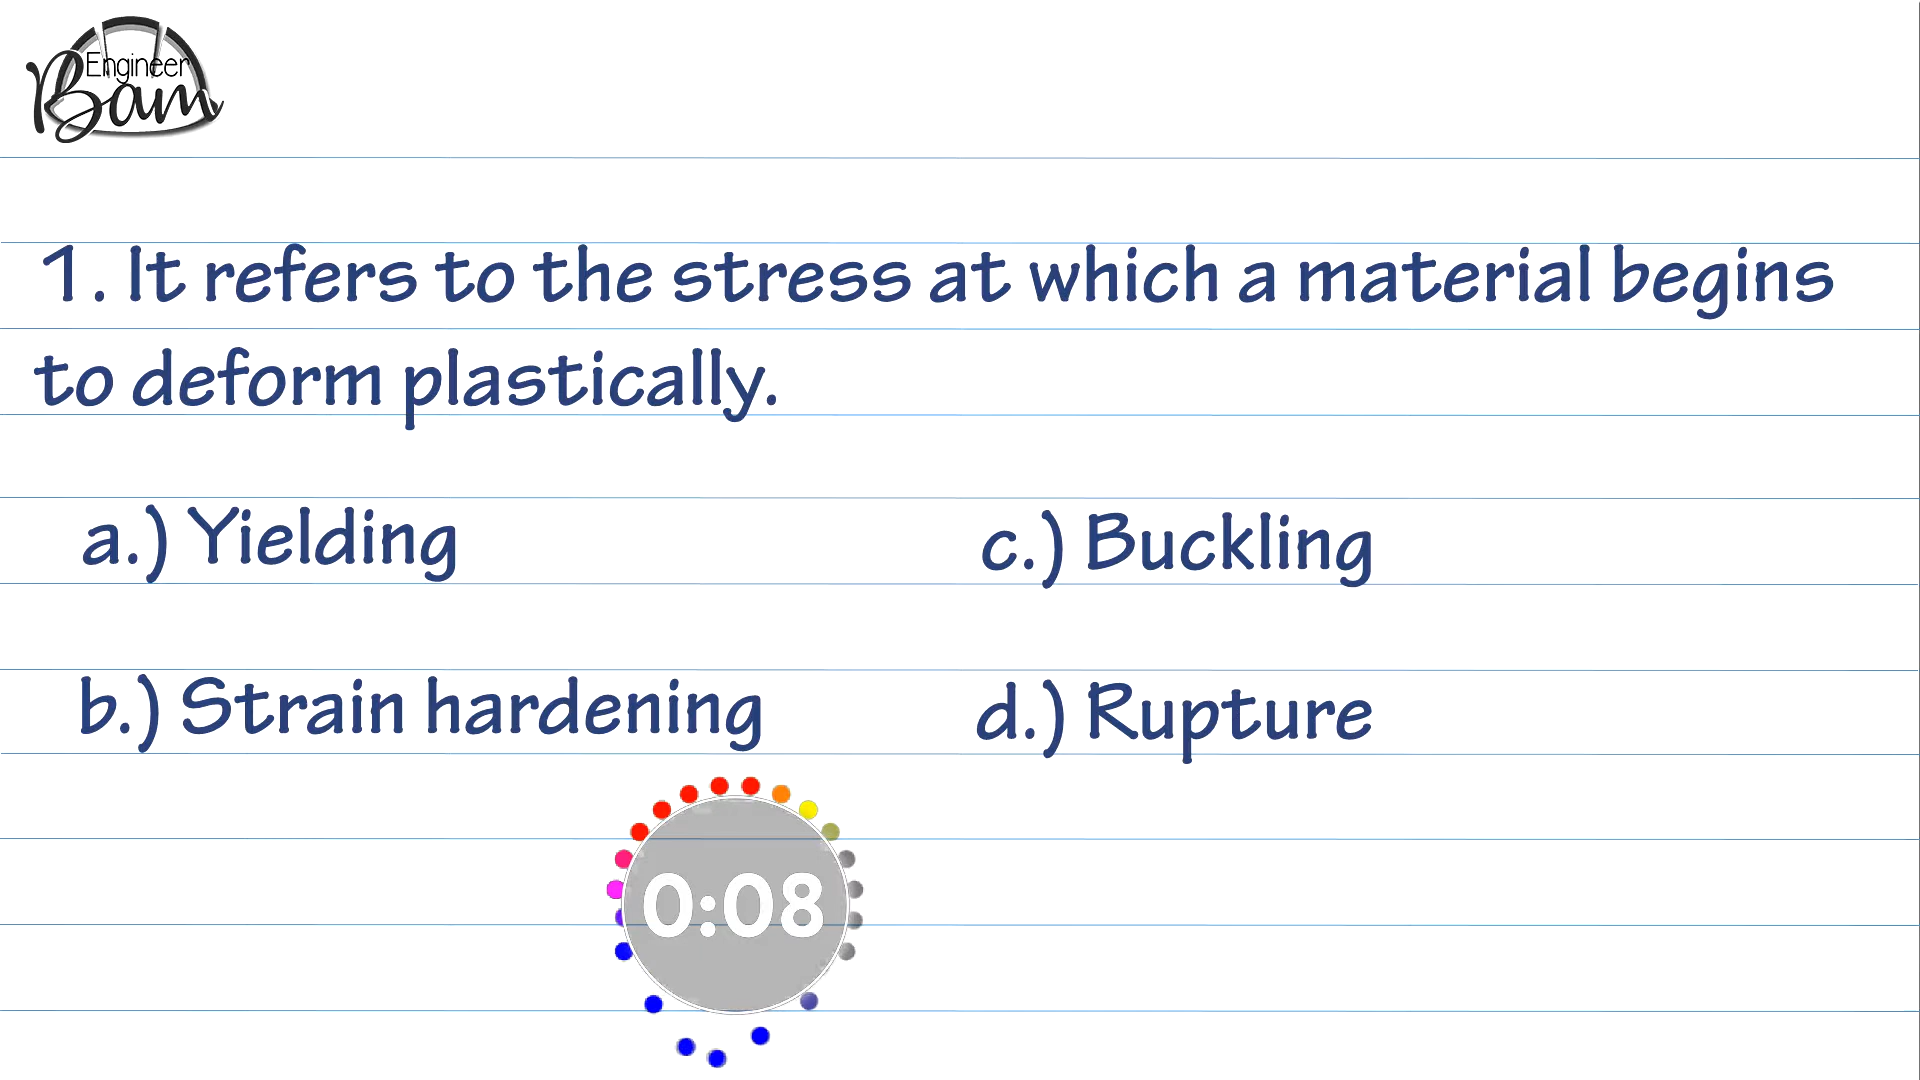 Engineer
Bam
1. It refers to the stress at which a material begins
to deform plastically.
a.) Yielding
c.) Buckling
b.) Strain hardening
d.) Rupture
0:08